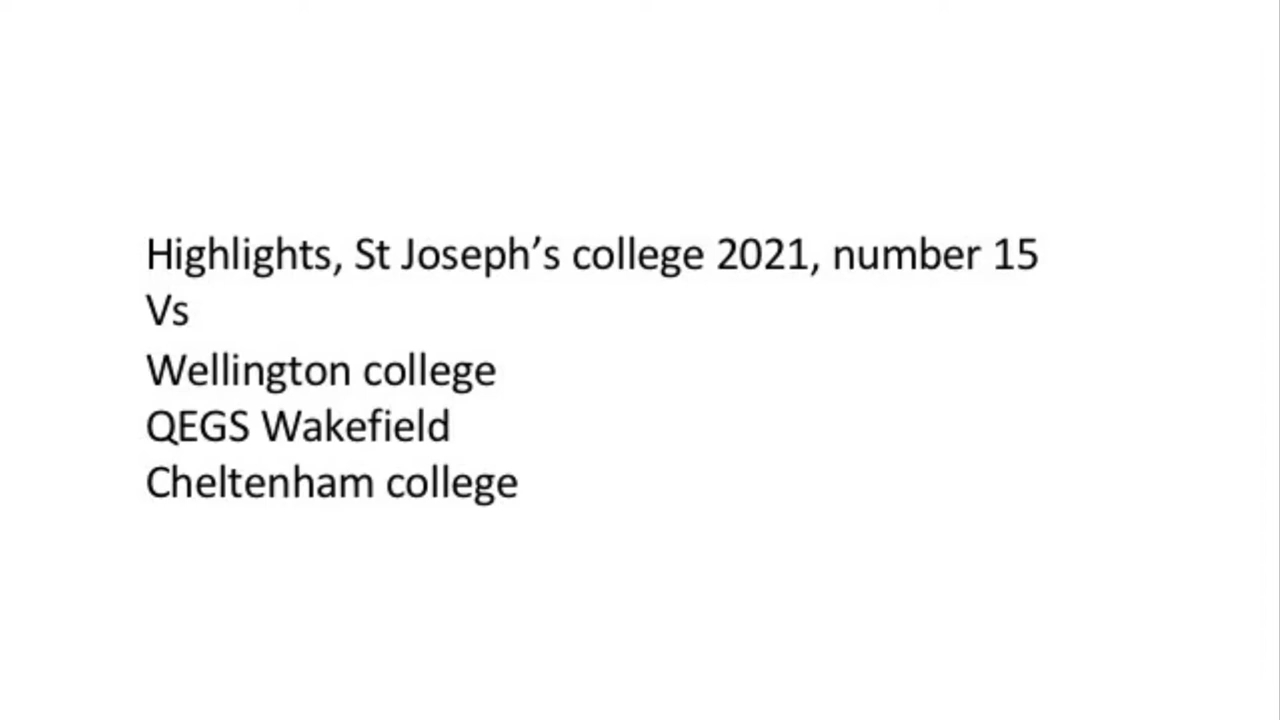 Highlights, St Joseph’s college 2021, number 15
Vs
Wellington college
QEGS Wakefield
Cheltenham college